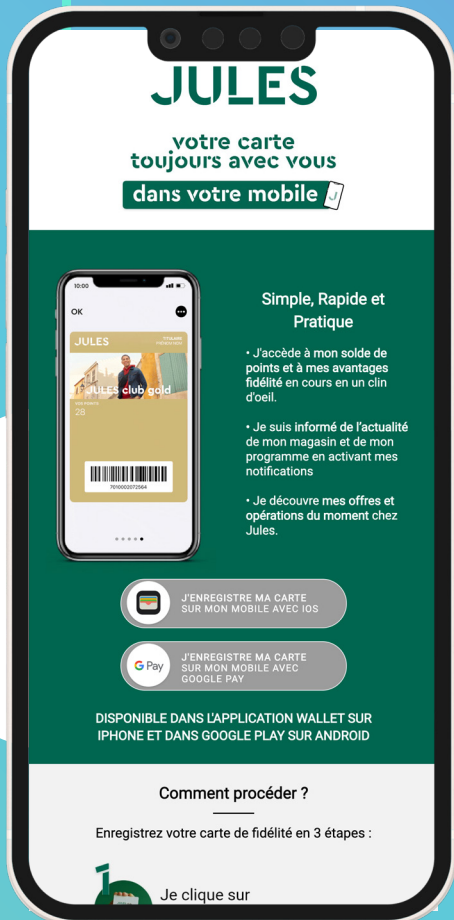 JULES
votre carte
toujours avec vous
dans votre mobile
10:00
OK
JULES
JULES club gold
28
7010002072564
Simple, Rapide et
Pratique
• J'accède à mon solde de
points et à mes avantages
fidélité en cours en un clin
d'oeil.
• Je suis informé de l'actualité
de mon magasin et de mon
programme en activant mes
notifications
• Je découvre mes offres et
opérations du moment chez
Jules.
J'ENREGISTRE MA CARTE
SUR MON MOBILE AVEC IOS
G Pay
J'ENREGISTRE MA CARTE
SUR MON MOBILE AVEC
GOOGLE PAY
DISPONIBLE DANS L'APPLICATION WALLET SUR
IPHONE ET DANS GOOGLE PLAY SUR ANDROID
Comment procéder ?
Enregistrez votre carte de fidélité en 3 étapes :
Je clique sur